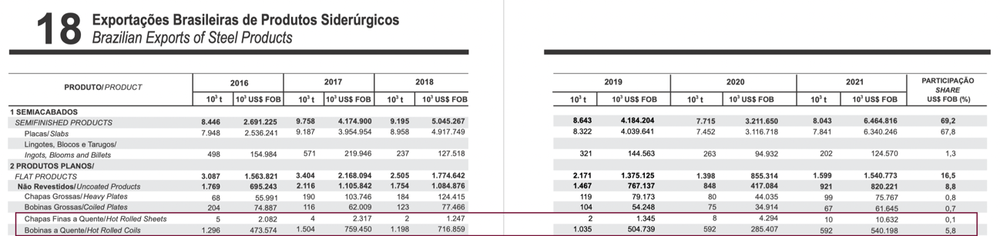 18
Exportações Brasileiras de Produtos Siderúrgicos
Brazilian Exports of Steel Products
PRODUTO/PRODUCT 2016 2017 2018 2019 2020 2021 PARTICIPAÇÃO SHARE US$ FOB (%)
10³ t 10³ US$ FOB 10³ t 10³ US$ FOB 10³ t 10³ US$ FOB 10³ t 10³ US$ FOB 10³ t 10³ US$ FOB 10³ t 10³ US$ FOB
1 SEMIACABADOS
SEMIFINISHED PRODUCTS 8.446 2.691.225 9.758 4.174.900 9.195 5.045.267 8.643 4.184.204 7.715 3.211.650 8.043 6.464.816 69,2
Placas/Slabs 7.948 2.536.241 9.187 3.954.954 8.958 4.917.749 8.322 4.039.641 7.452 3.116.718 7.841 6.340.246 67,8
Lingotes, Blocos e Tarugos/
Ingots, Blooms and Billets 498 154.984 571 219.946 237 127.518 321 144.563 263 94.932 202 124.570 1,3
2 PRODUTOS PLANOS/
FLAT PRODUCTS 3.087 1.563.821 3.404 2.168.094 2.505 1.774.642 2.171 1.375.125 1.398 855.314 1.599 1.540.773 16,5
Não Revestidos/Uncoated Products 1.769 695.243 2.116 1.105.842 1.754 1.084.876 1.467 767.137 848 417.084 921 820.221 8,8
Chapas Grossas/Heavy Plates 68 55.991 190 103.746 184 124.415 119 79.173 80 44.035 99 75.767 0,8
Bobinas Grossas/Coiled Plates 204 74.887 116 62.009 123 77.466 104 54.248 75 34.914 67 61.645 0,7
Chapas Finas a Quente/Hot Rolled Sheets 5 2.082 4 2.317 2 1.247 2 1.345 8 4.294 10 10.632 0,1
Bobinas a Quente/Hot Rolled Coils 1.296 473.574 1.504 759.450 1.198 716.859 1.035 504.739 592 285.407 592 540.198 5,8